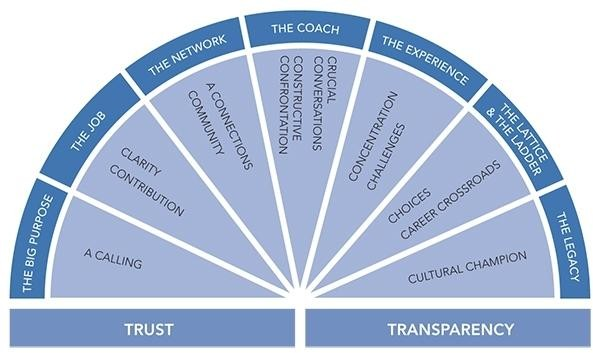 THE BIG PURPOSE
A CALLING
THE JOB
CLARITY
CONTRIBUTION
THE NETWORK
A CONNECTIONS
COMMUNITY
THE COACH
CRUCIAL
CONVERSATIONS
CONSTRUCTIVE
CONFRONTATION
THE EXPERIENCE
CONCENTRATION
CHALLENGES
THE LATTICE
& THE LADDER
CHOICES
CAREER CROSSROADS
THE LEGACY
CULTURAL CHAMPION
TRUST
TRANSPARENCY